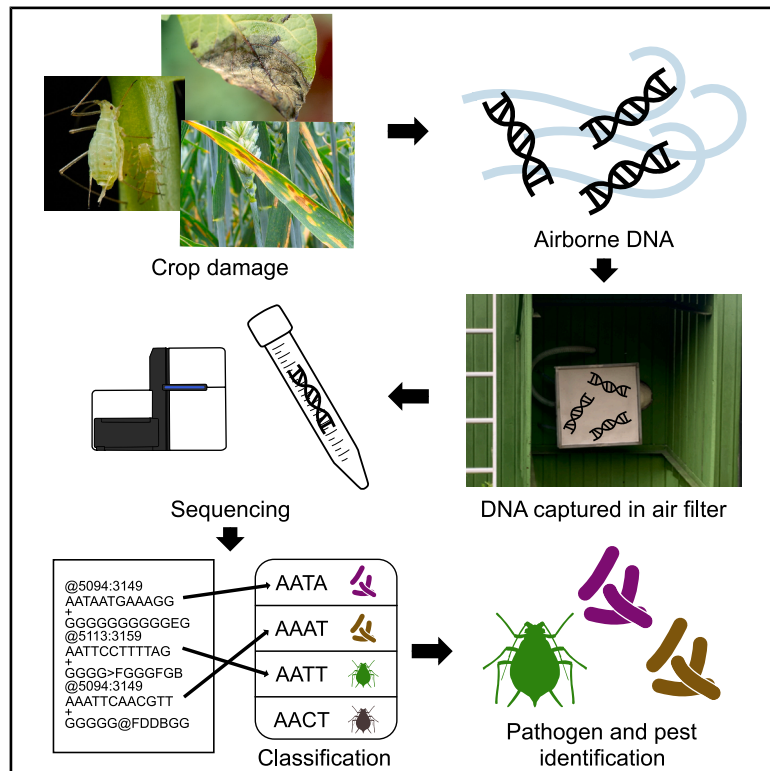 Crop damage
Airborne DNA
DNA captured in air filter
Sequencing
@5094:3149
AATAATGAAAGG
+
GGGGGGGGGGEG
@5113:3159
AATTCCTTTTAG
+
GGGG>FGGGFGB
@5094:3149
AAATTCAACGTT
+
GGGGG@FDDBGG
AATA
AAAT
AATT
AACT
Classification
Pathogen and pest
identification